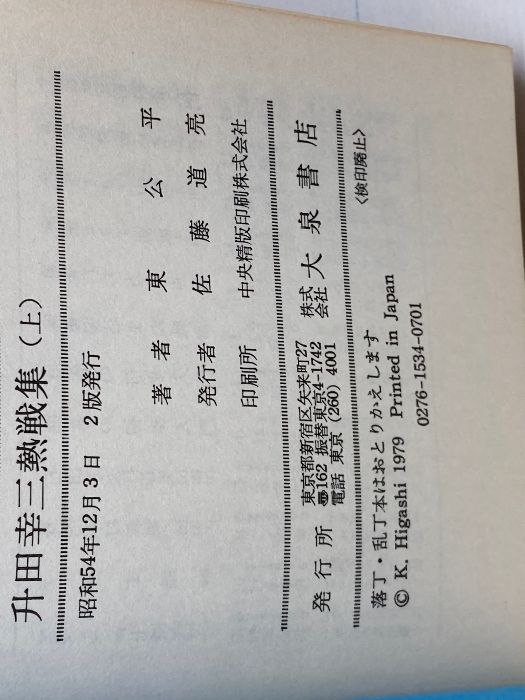 升田幸三熱戦集（上）
昭和54年12月3日 2版発行
著者 東公平
発行者 佐藤道亮
印刷所 中央精版印刷株式会社
発行所 東京都新宿区矢来町27
〠162 振替東京4-1742
電話 東京 (260) 4001
株式会社 大泉書店
〈検印廃止〉
落丁・乱丁本はおとりかえします
© K. Higashi 1979 Printed in Japan
0276-1534-0701